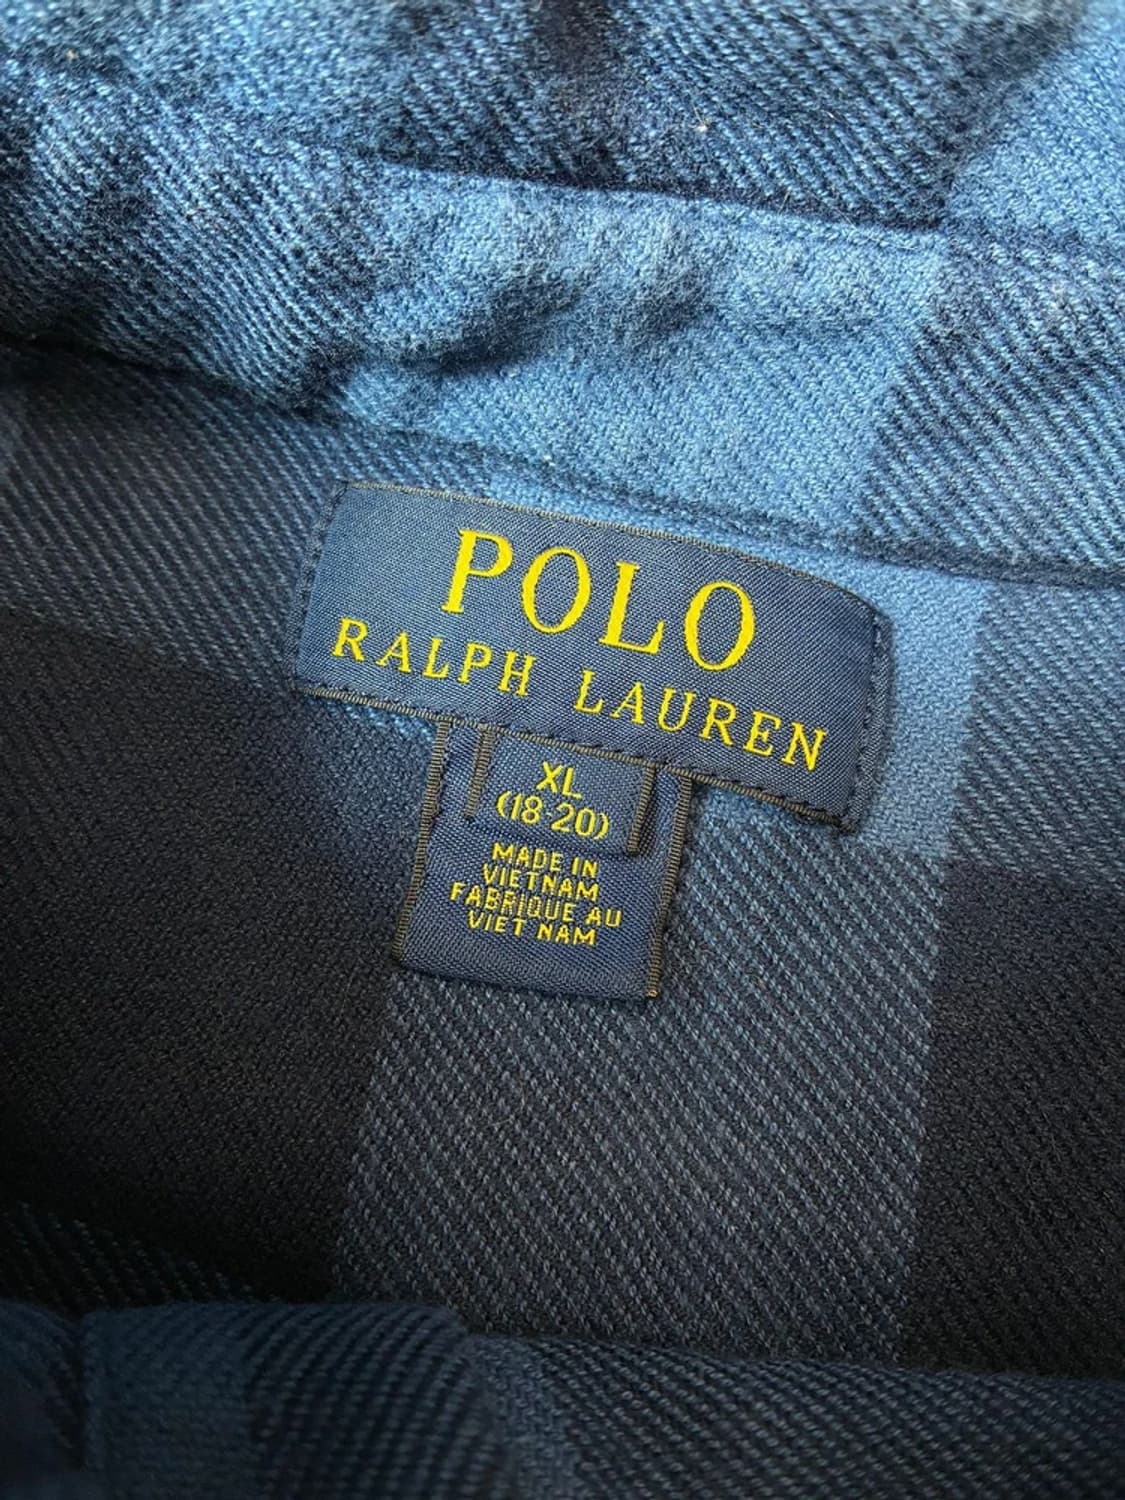 POLO
RALPH LAUREN
XL
(18-20)
MADE IN
VIETNAM
FABRIQUE AU
VIET NAM